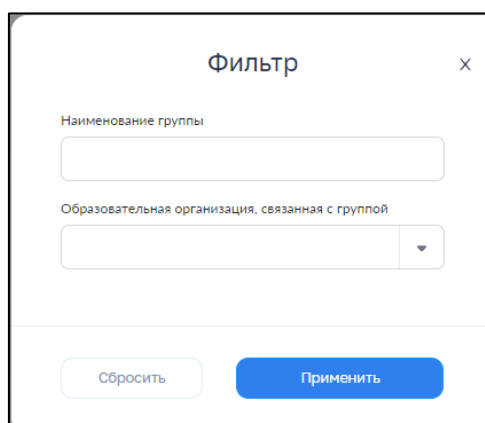 Фильтр
X
Наименование группы
Образовательная организация, связанная с группой
Сбросить
Применить